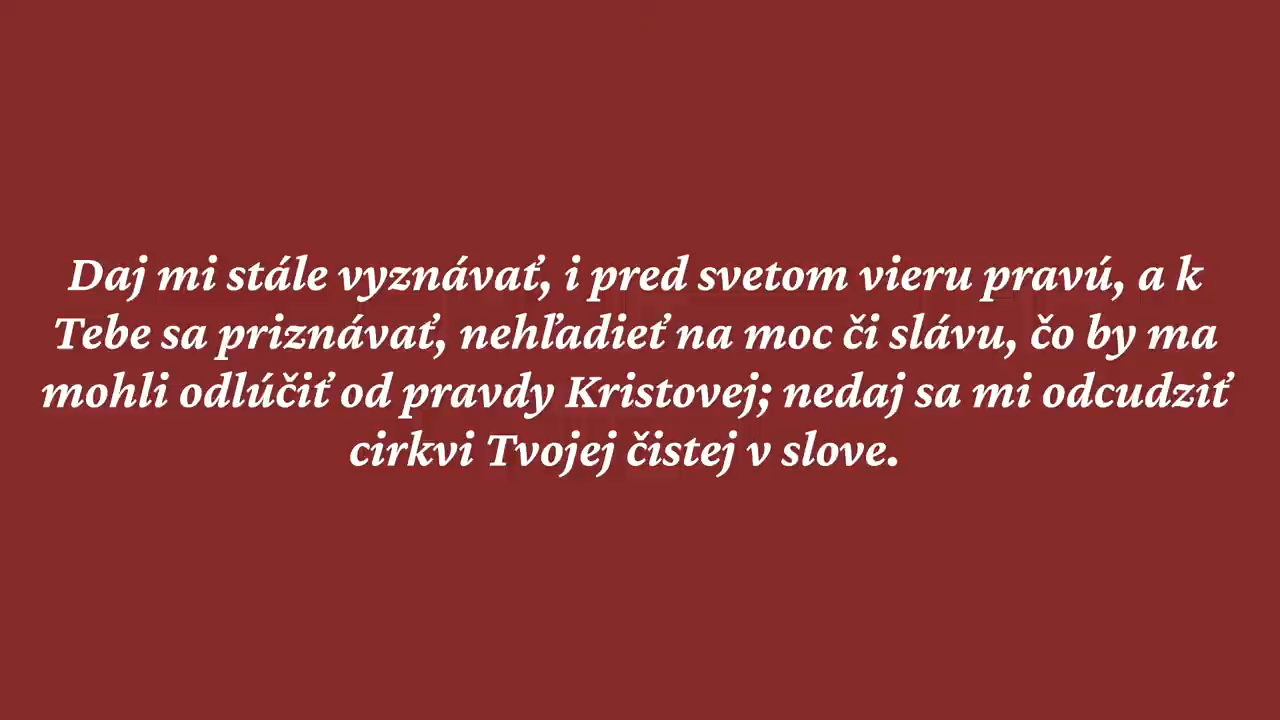 Daj mi stále vyznávať, i pred svetom vieru pravú, a k
Tebe sa priznávať, nehľadieť na moc či slávu, čo by ma
mohli odlúčiť od pravdy Kristovej; nedaj sa mi odcudziť
cirkvi Tvojej čistej v slove.